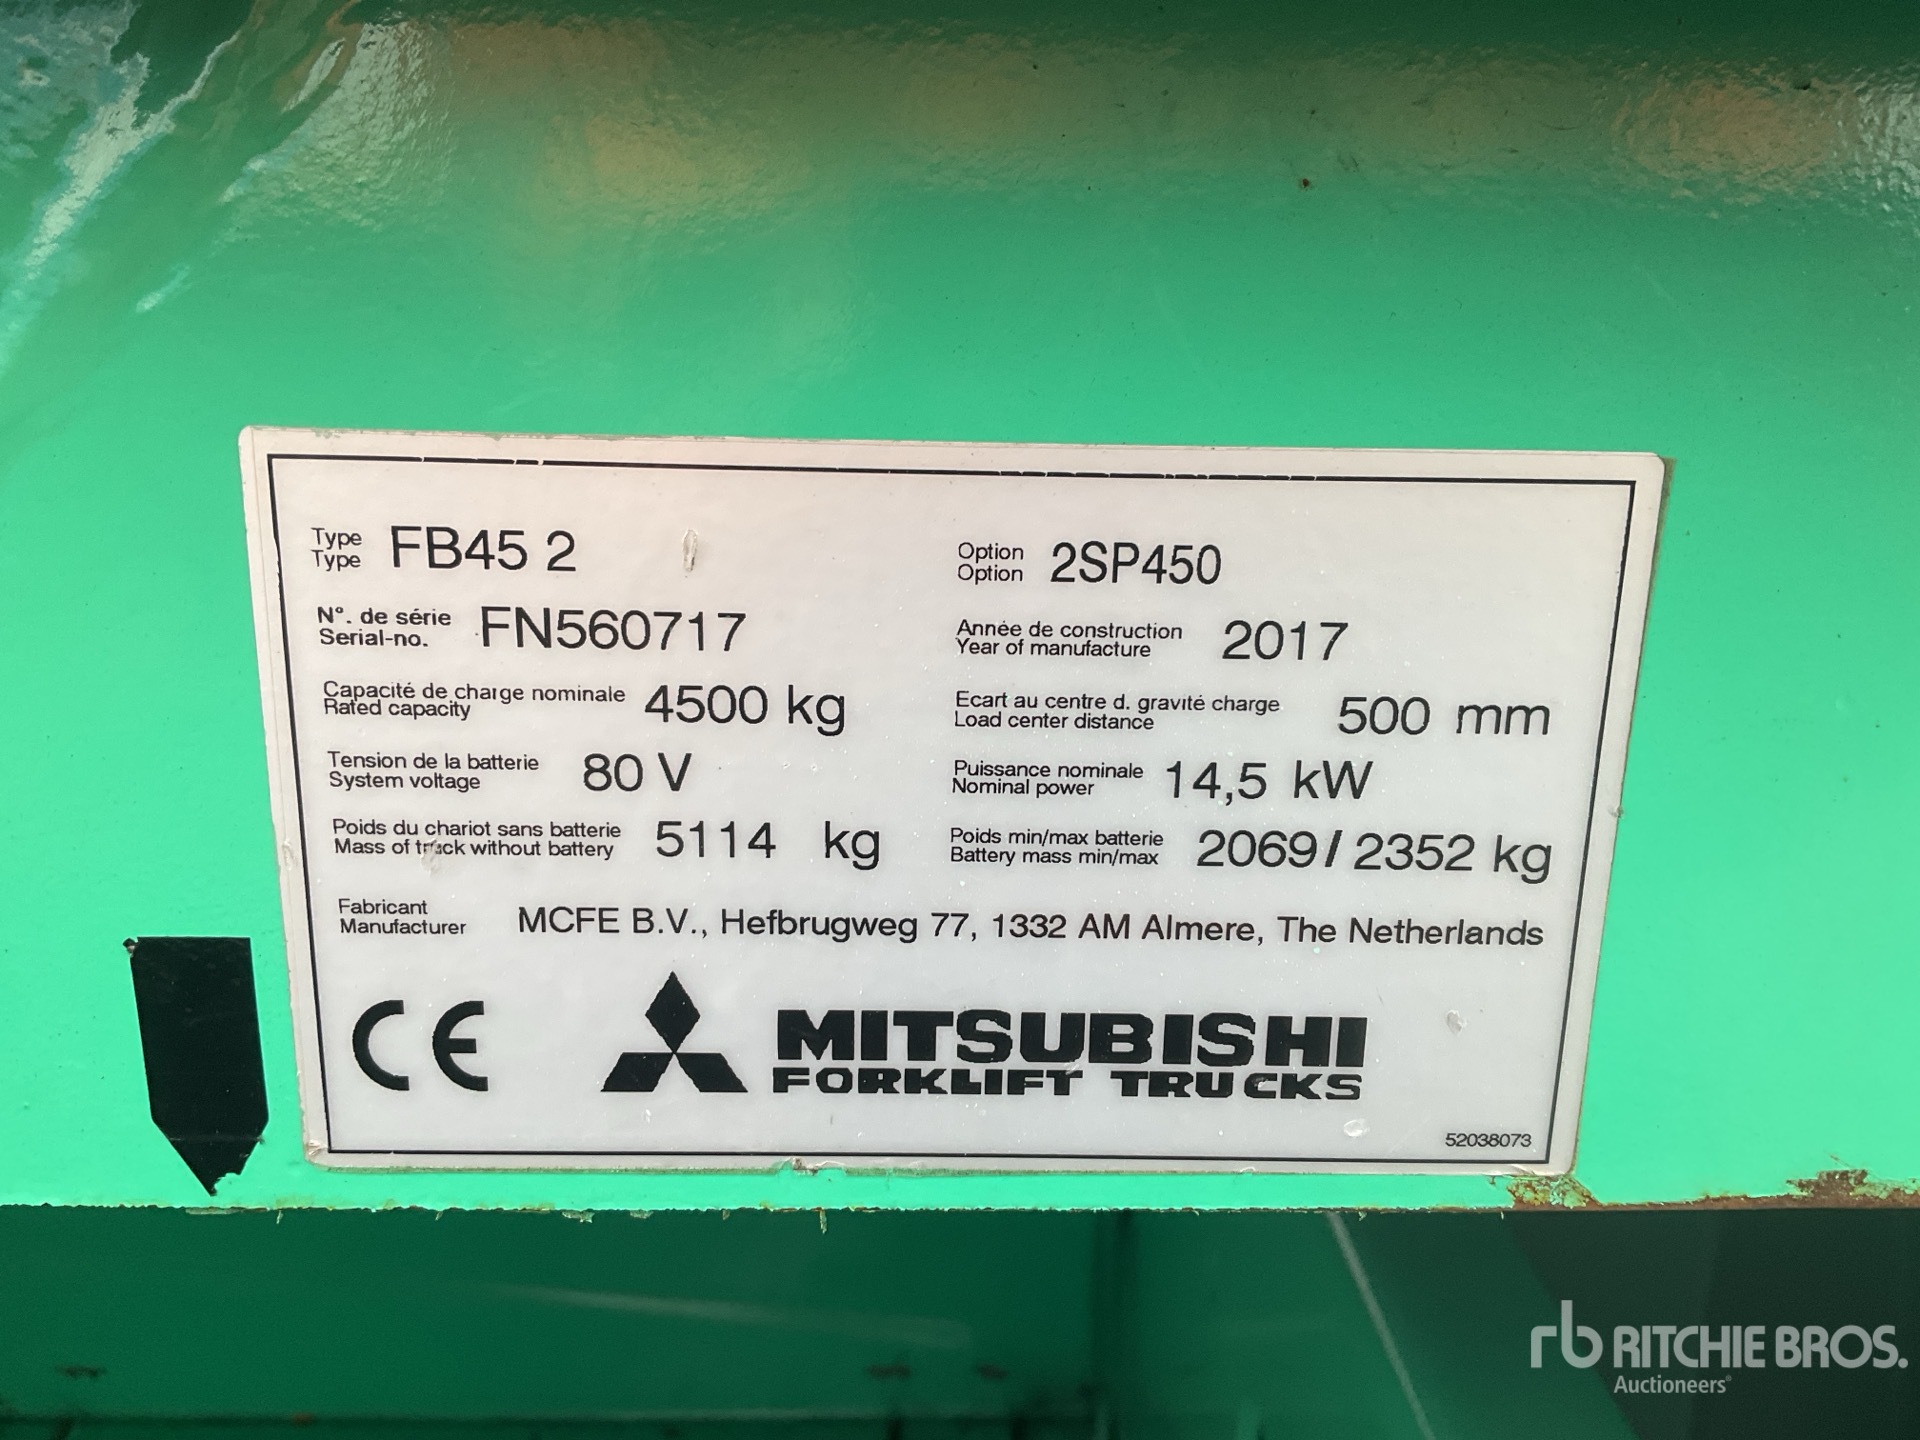 Type FB45 2 Option 2SP450
Type Option
N°. de série FN560717 Année de construction 2017
Serial-no. Year of manufacture
Capacité de charge nominale 4500 kg Ecart au centre d. gravité charge 500 mm
Rated capacity Load center distance
Tension de la batterie 80 V Puissance nominale 14,5 kW
System voltage Nominal power
Poids du chariot sans batterie 5114 kg Poids min/max batterie 2069 / 2352 kg
Mass of truck without battery Battery mass min/max
Fabricant MCFE B.V., Hefbrugweg 77, 1332 AM Almere, The Netherlands
Manufacturer
CE MITSUBISHI
FORKLIFT TRUCKS
52038073
rb RITCHIE BROS.
Auctioneers®